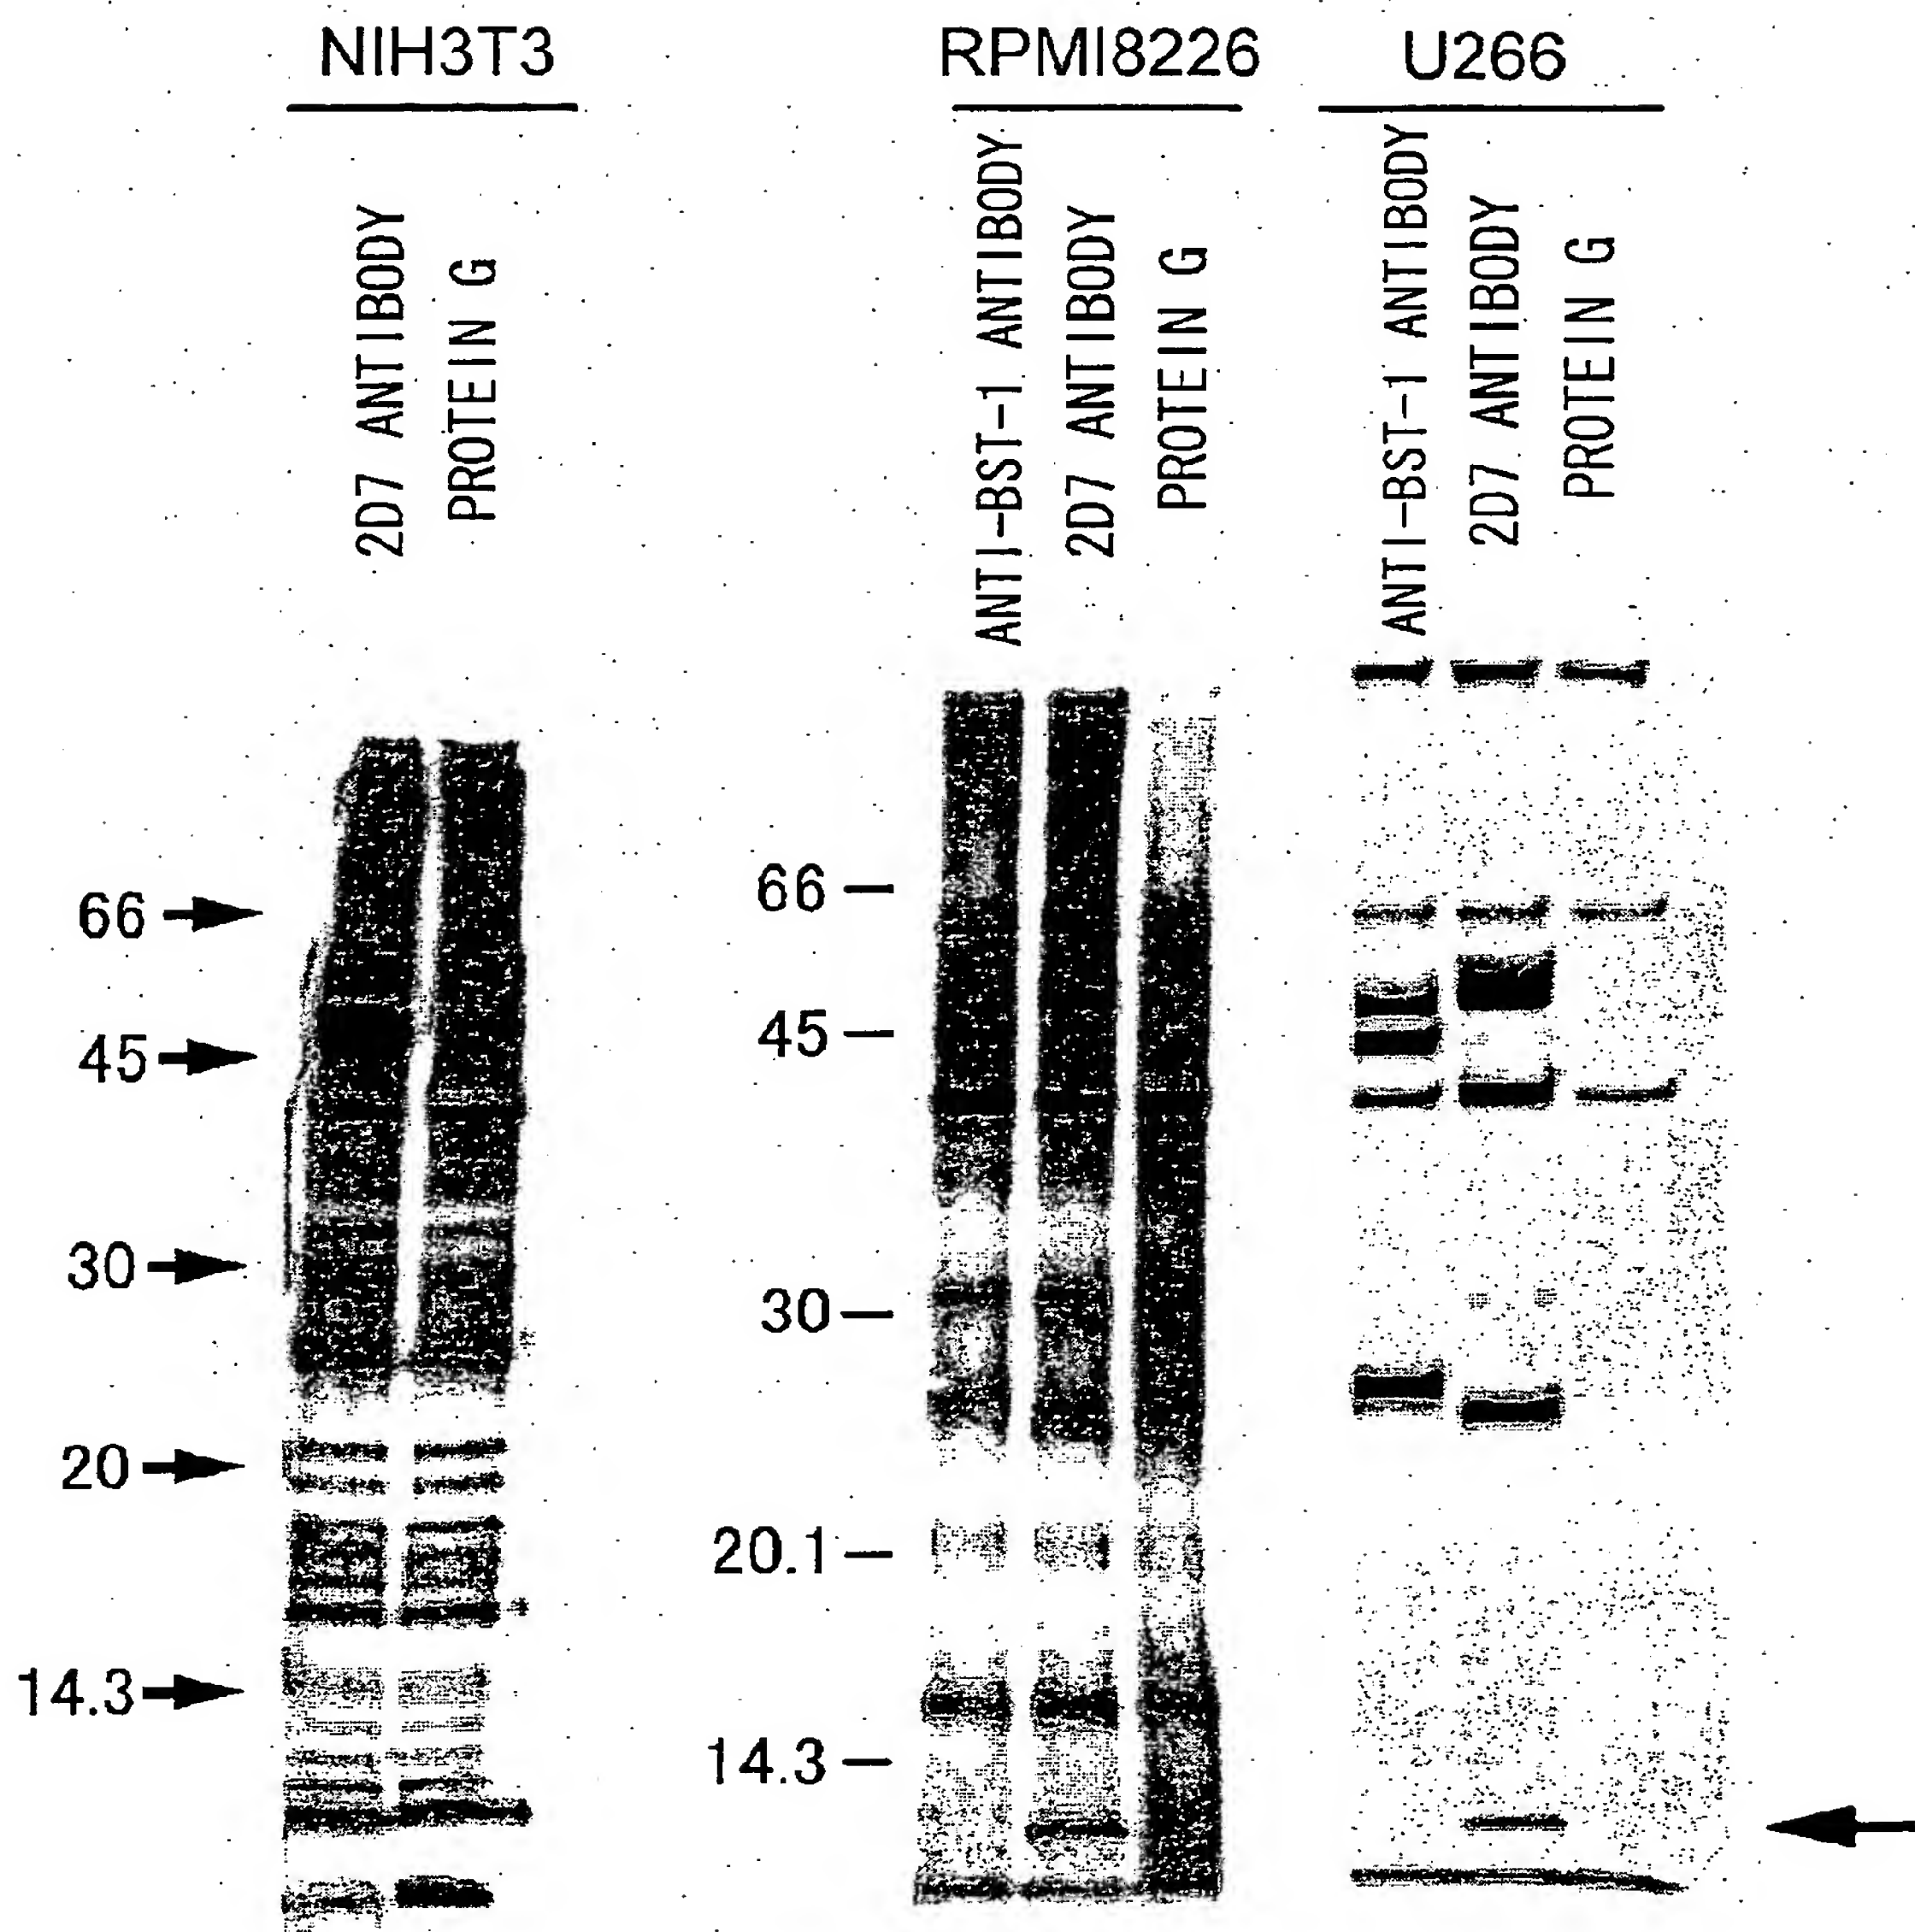 NIH3T3
RPMI8226
U266
2D7 ANTIBODY
PROTEIN G
ANTI-BST-1 ANTIBODY
2D7 ANTIBODY
PROTEIN G
ANTI-BST-1 ANTIBODY
2D7 ANTIBODY
PROTEIN G
66
45
30
20
14.3
66
45
30
20.1
14.3